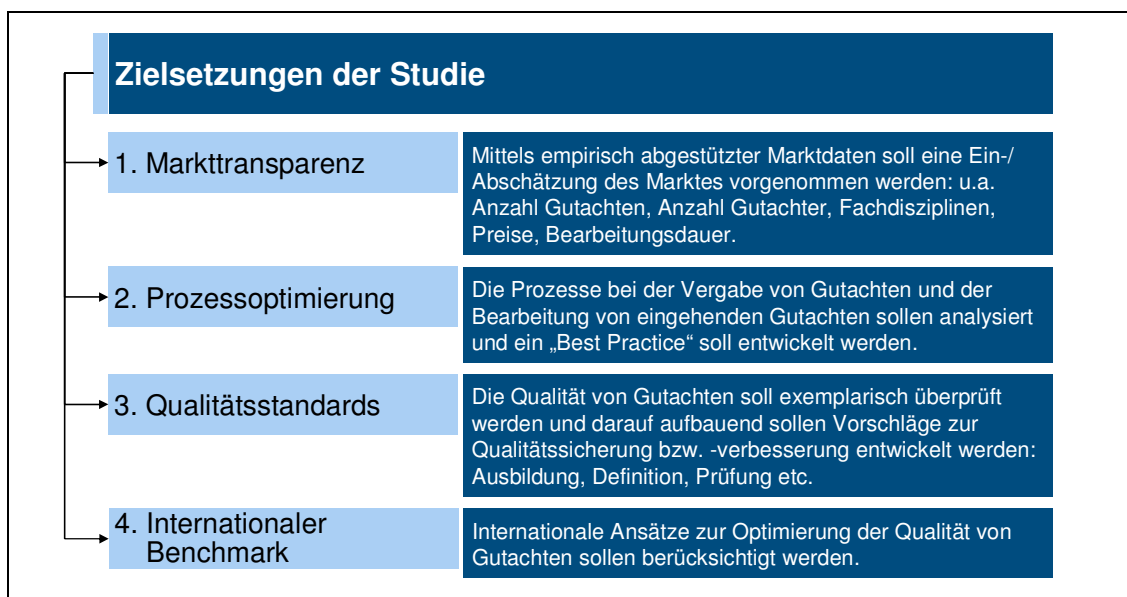 Zielsetzungen der Studie
1. Markttransparenz
Mittels empirisch abgestützter Marktdaten soll eine Ein-/
Abschätzung des Marktes vorgenommen werden: u.a.
Anzahl Gutachten, Anzahl Gutachter, Fachdisziplinen,
Preise, Bearbeitungsdauer.
2. Prozessoptimierung
Die Prozesse bei der Vergabe von Gutachten und der
Bearbeitung von eingehenden Gutachten sollen analysiert
und ein „Best Practice“ soll entwickelt werden.
3. Qualitätsstandards
Die Qualität von Gutachten soll exemplarisch überprüft
werden und darauf aufbauend sollen Vorschläge zur
Qualitätssicherung bzw. -verbesserung entwickelt werden:
Ausbildung, Definition, Prüfung etc.
4. Internationaler
Benchmark
Internationale Ansätze zur Optimierung der Qualität von
Gutachten sollen berücksichtigt werden.